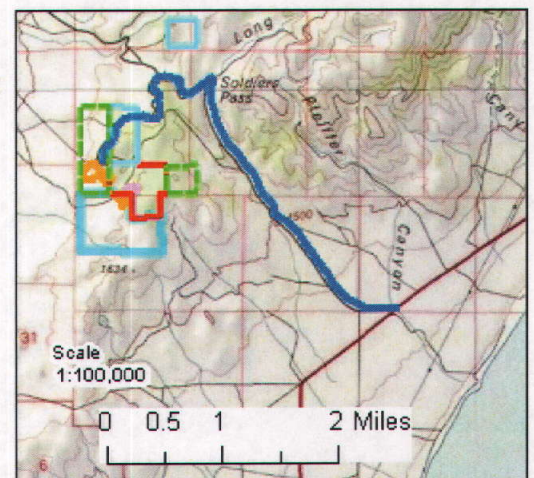 Long
Soldiers
Pass
Pfeiffer
Cany
1500
Canyon
1634
31
Scale
1:100,000
0 0.5 1 2 Miles
6